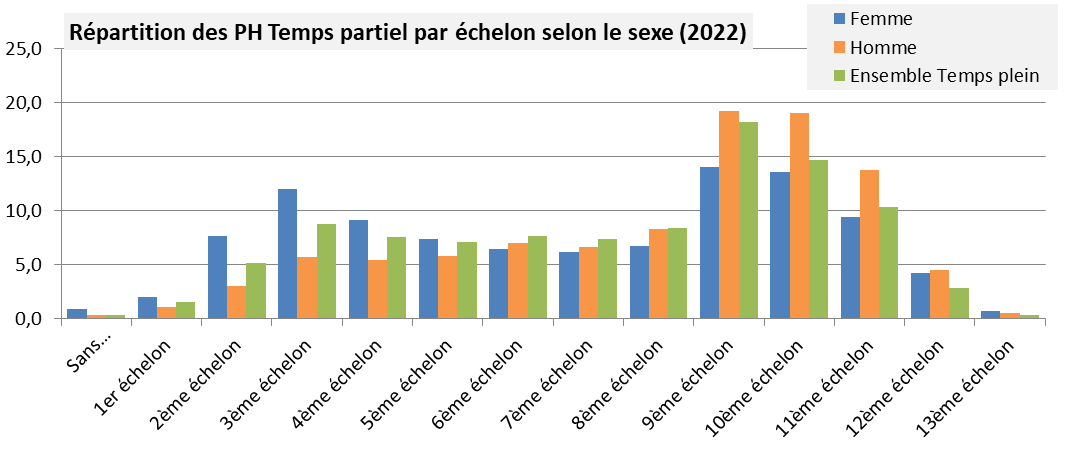 Répartition des PH Temps partiel par échelon selon le sexe (2022)
Femme
Homme
Ensemble Temps plein
25,0
20,0
15,0
10,0
5,0
0,0
Sans...
1er échelon
2ème échelon
3ème échelon
4ème échelon
5ème échelon
6ème échelon
7ème échelon
8ème échelon
9ème échelon
10ème échelon
11ème échelon
12ème échelon
13ème échelon